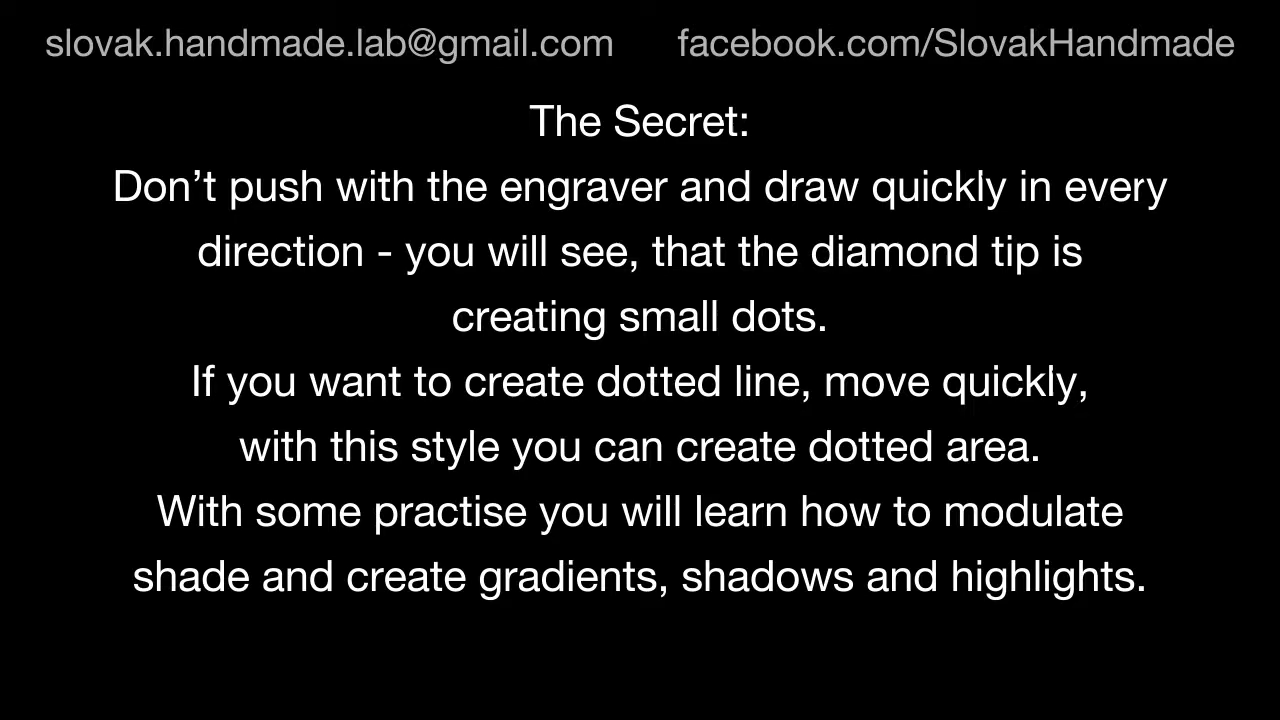 slovak.handmade.lab@gmail.com facebook.com/SlovakHandmade
The Secret:
Don’t push with the engraver and draw quickly in every
direction - you will see, that the diamond tip is
creating small dots.
If you want to create dotted line, move quickly,
with this style you can create dotted area.
With some practise you will learn how to modulate
shade and create gradients, shadows and highlights.